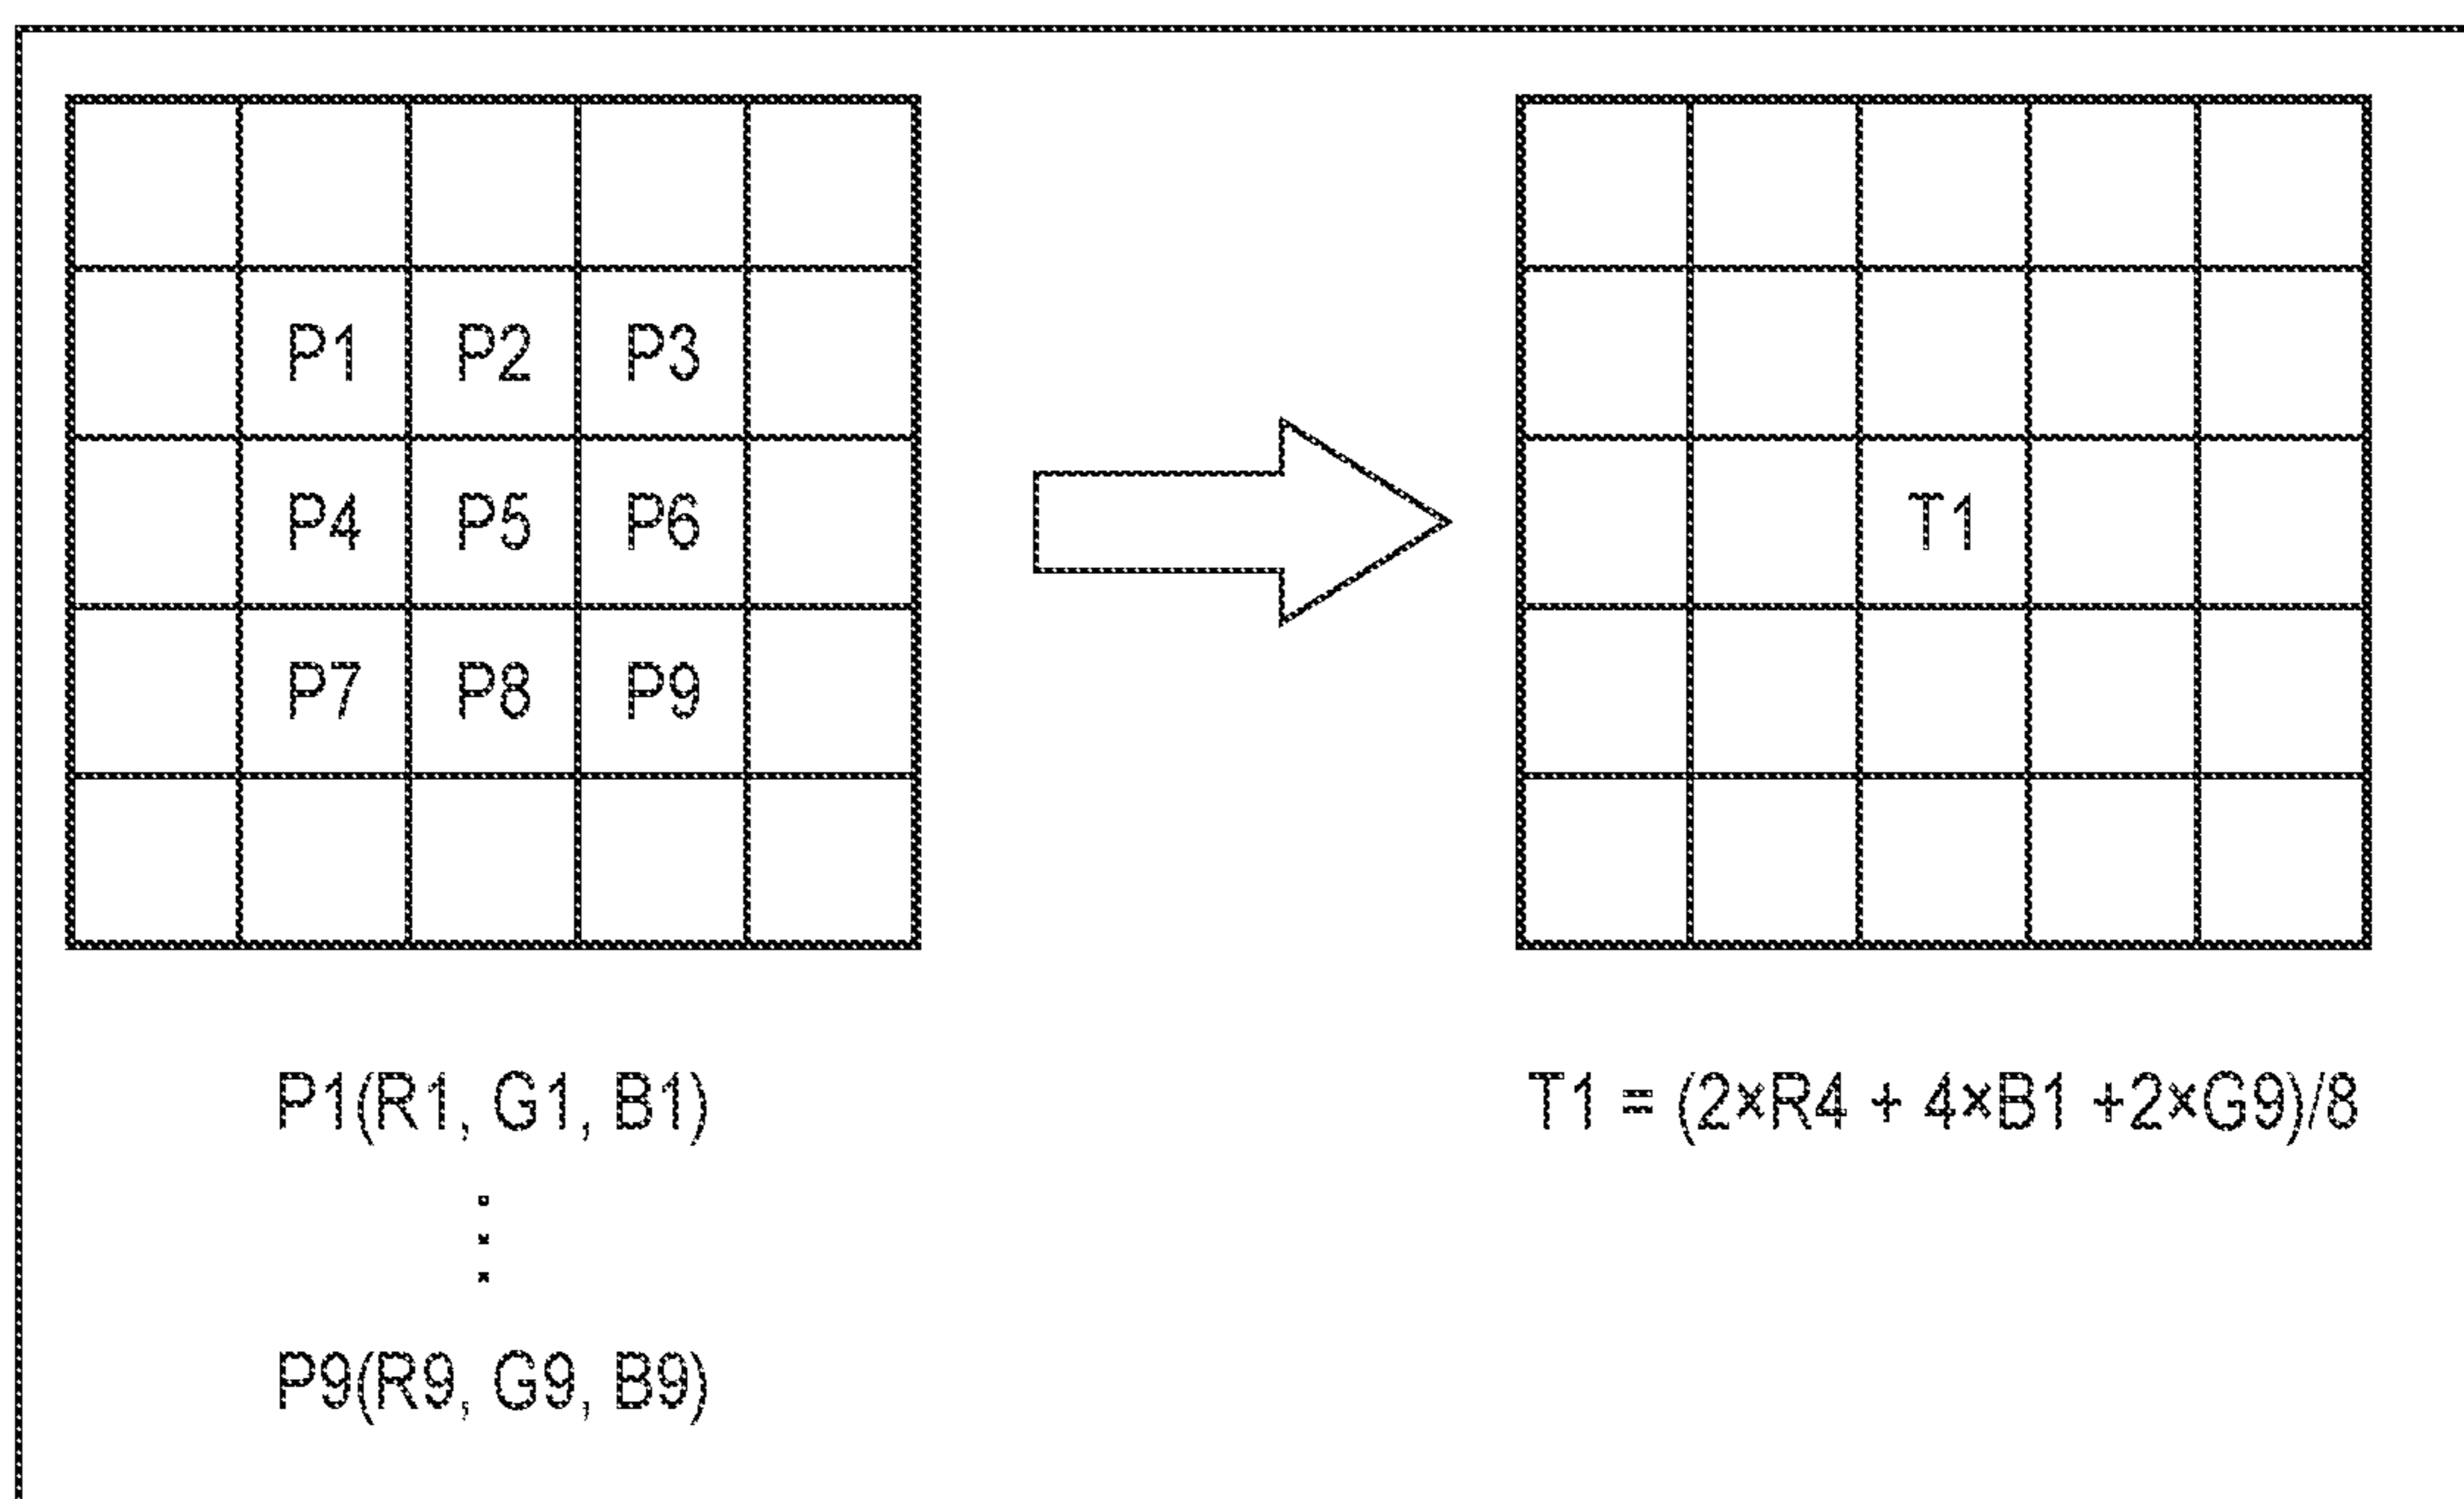 P1 P2 P3
P4 P5 P6
P7 P8 P9
T1
P1(R1, G1, B1)
P9(R9, G9, B9)
T1 = (2×R4 + 4×B1 +2×G9)/8